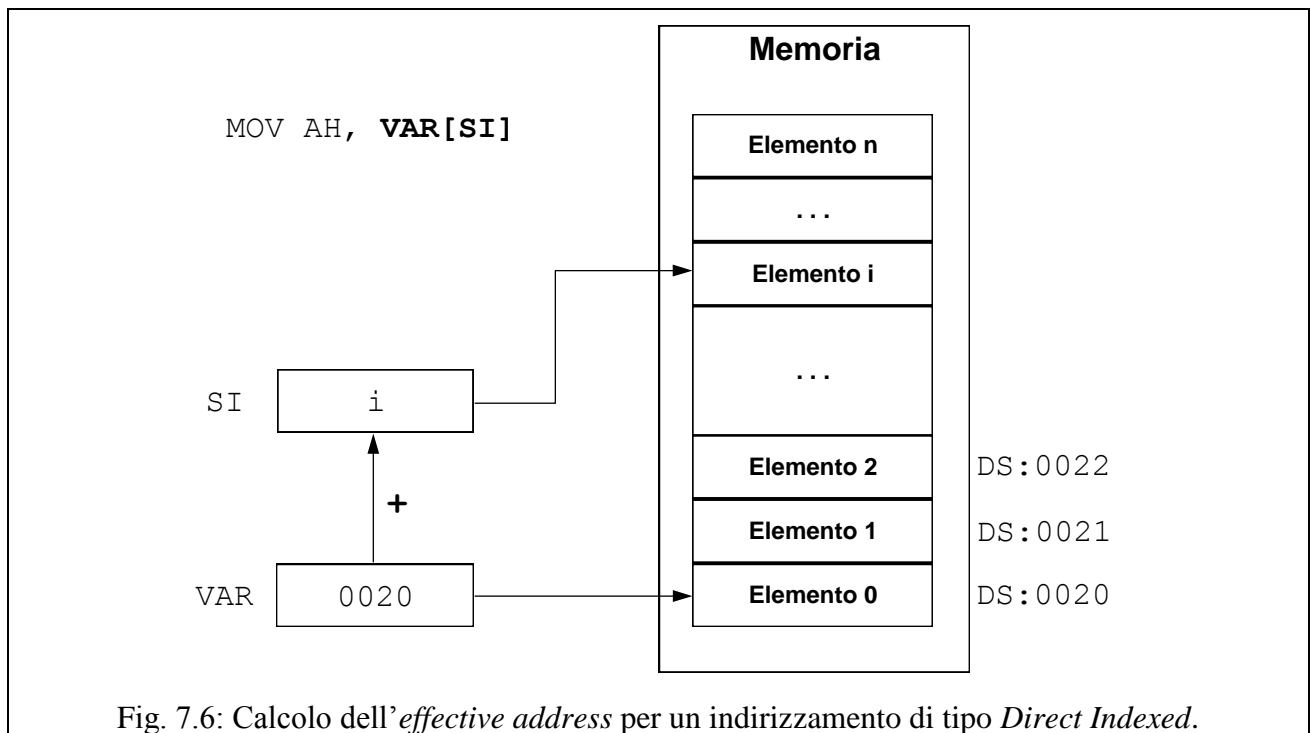 Memoria
MOV AH, VAR[SI]
Elemento n
...
Elemento i
...
SI
i
Elemento 2
DS:0022
+
Elemento 1
DS:0021
VAR
0020
Elemento 0
DS:0020
Fig. 7.6: Calcolo dell’effective address per un indirizzamento di tipo Direct Indexed.